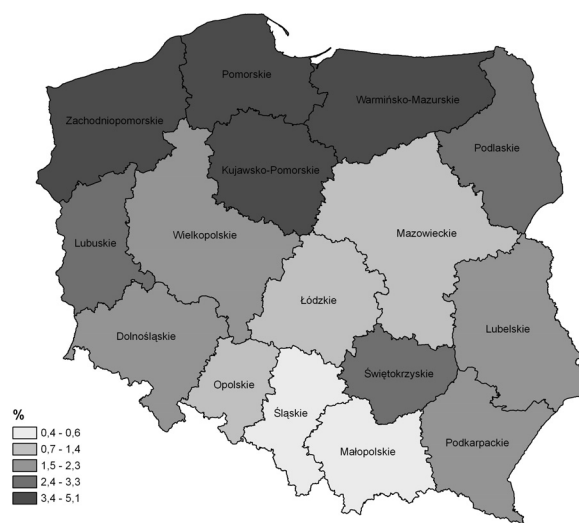 Pomorskie
Warmińsko-Mazurskie
Zachodniopomorskie
Podlaskie
Kujawsko-Pomorskie
Mazowieckie
Wielkopolskie
Lubuskie
Łódzkie
Lubelskie
Dolnośląskie
Świętokrzyskie
Opolskie
Śląskie
Podkarpackie
Małopolskie
%
0,4 - 0,6
0,7 - 1,4
1,5 - 2,3
2,4 - 3,3
3,4 - 5,1